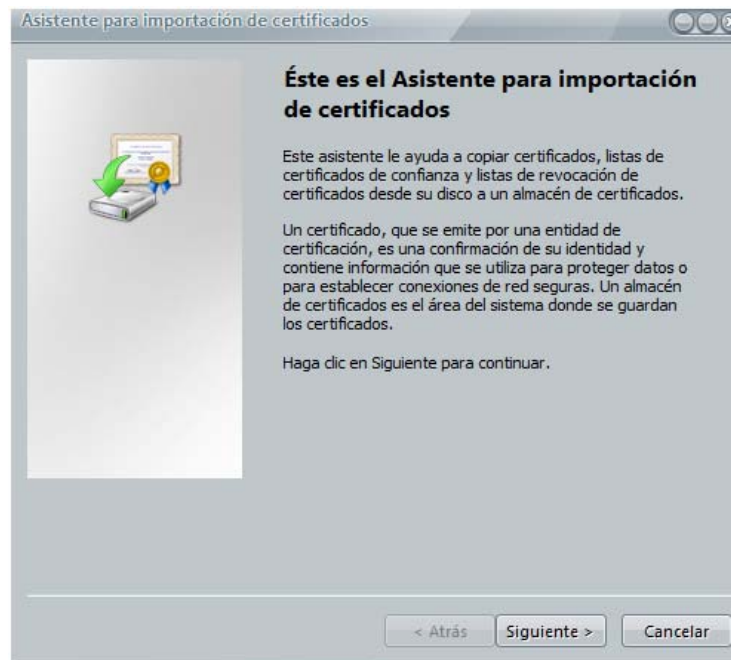 Asistente para importación de certificados
Éste es el Asistente para importación
de certificados
Este asistente le ayuda a copiar certificados, listas de
certificados de confianza y listas de revocación de
certificados desde su disco a un almacén de certificados.
Un certificado, que se emite por una entidad de
certificación, es una confirmación de su identidad y
contiene información que se utiliza para proteger datos o
para establecer conexiones de red seguras. Un almacén
de certificados es el área del sistema donde se guardan
los certificados.
Haga clic en Siguiente para continuar.
< Atrás Siguiente > Cancelar